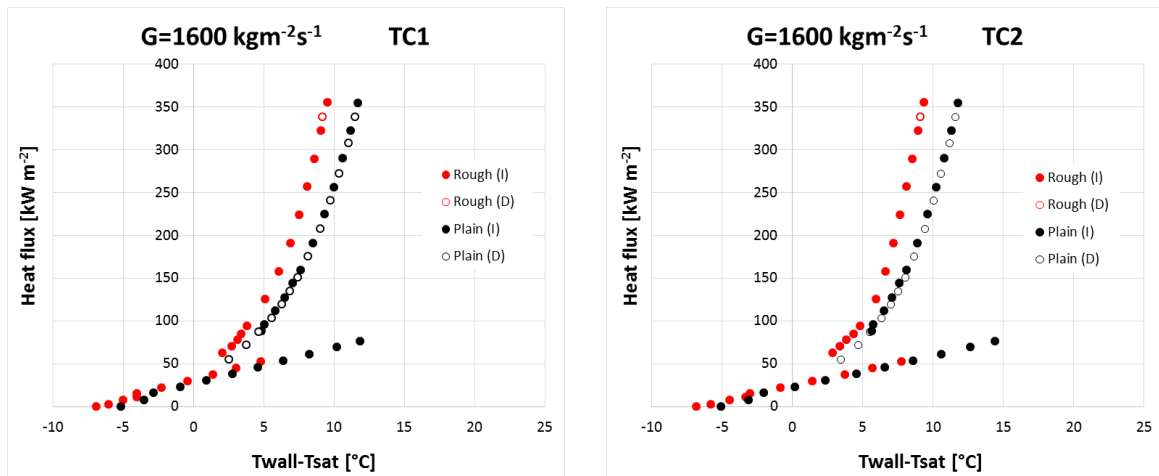 G=1600 kgm⁻²s⁻¹ TC1
400
350
300
250
200
150
100
50
0
Heat flux [kW m⁻²]
-10 -5 0 5 10 15 20 25
Twall-Tsat [°C]
Rough (I)
Rough (D)
Plain (I)
Plain (D)
G=1600 kgm⁻²s⁻¹ TC2
400
350
300
250
200
150
100
50
0
Heat flux [kW m⁻²]
-10 -5 0 5 10 15 20 25
Twall-Tsat [°C]
Rough (I)
Rough (D)
Plain (I)
Plain (D)